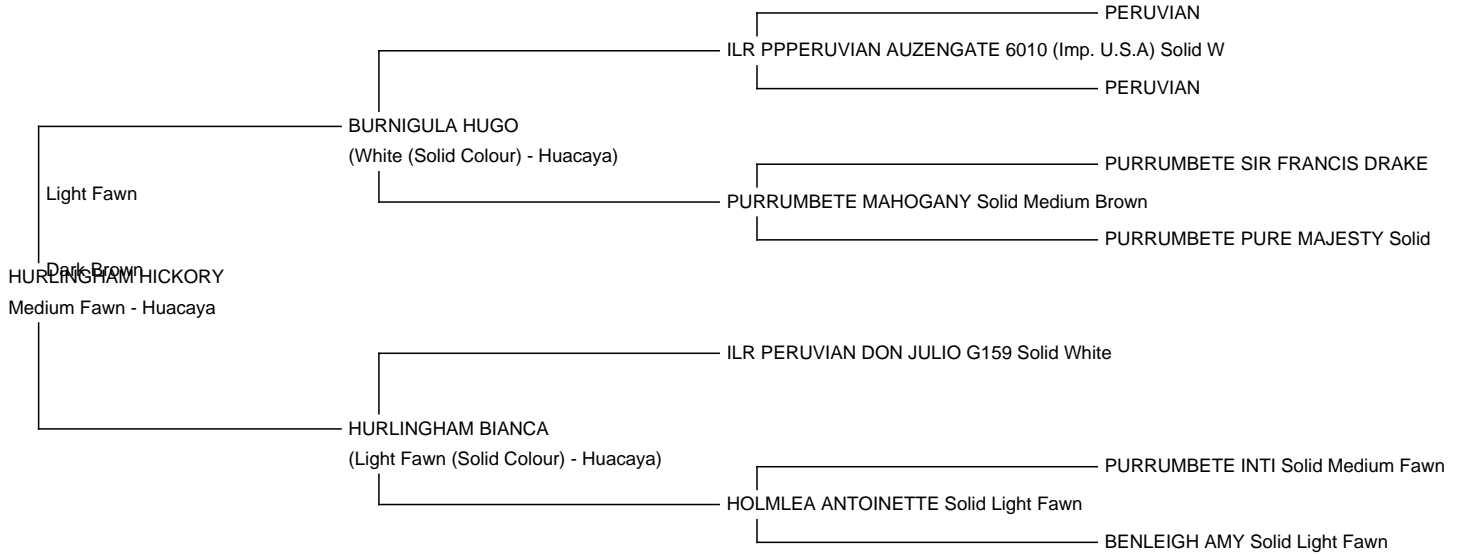 PERUVIAN
ILR PPPERUVIAN AUZENGATE 6010 (Imp. U.S.A) Solid W
PERUVIAN
BURNIGULA HUGO
(White (Solid Colour) - Huacaya)
PURRUMBETE SIR FRANCIS DRAKE
Light Fawn
PURRUMBETE MAHOGANY Solid Medium Brown
PURRUMBETE PURE MAJESTY Solid
Dark Brown
HURLINGHAM HICKORY
Medium Fawn - Huacaya
ILR PERUVIAN DON JULIO G159 Solid White
HURLINGHAM BIANCA
(Light Fawn (Solid Colour) - Huacaya)
PURRUMBETE INTI Solid Medium Fawn
HOLMLEA ANTOINETTE Solid Light Fawn
BENLEIGH AMY Solid Light Fawn